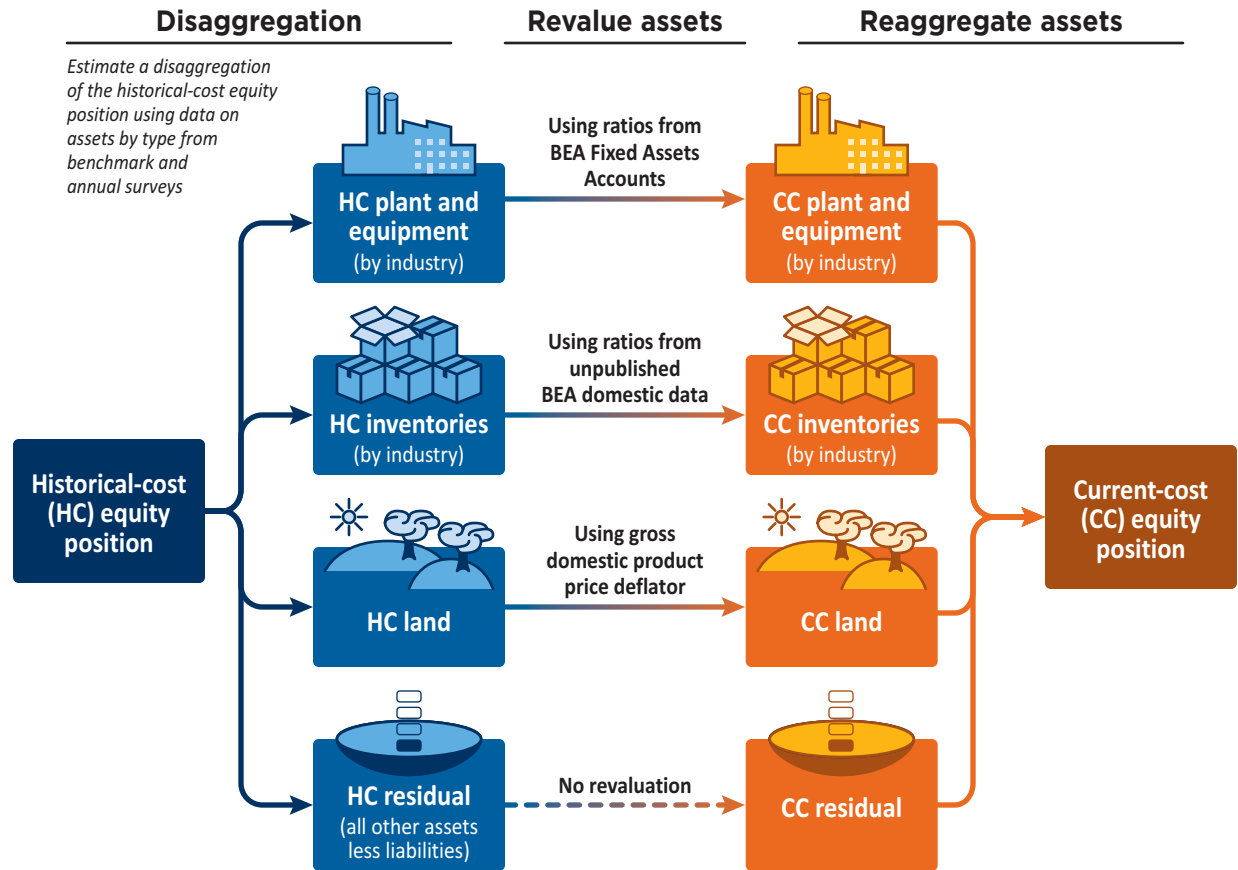 Disaggregation
Revalue assets
Reaggregate assets
Estimate a disaggregation
of the historical-cost equity
position using data on
assets by type from
benchmark and
annual surveys
Historical-cost
(HC) equity
position
HC plant and
equipment
(by industry)
Using ratios from
BEA Fixed Assets
Accounts
CC plant and
equipment
(by industry)
HC inventories
(by industry)
Using ratios from
unpublished
BEA domestic data
CC inventories
(by industry)
HC land
Using gross
domestic product
price deflator
CC land
HC residual
(all other assets
less liabilities)
No revaluation
CC residual
Current-cost
(CC) equity
position